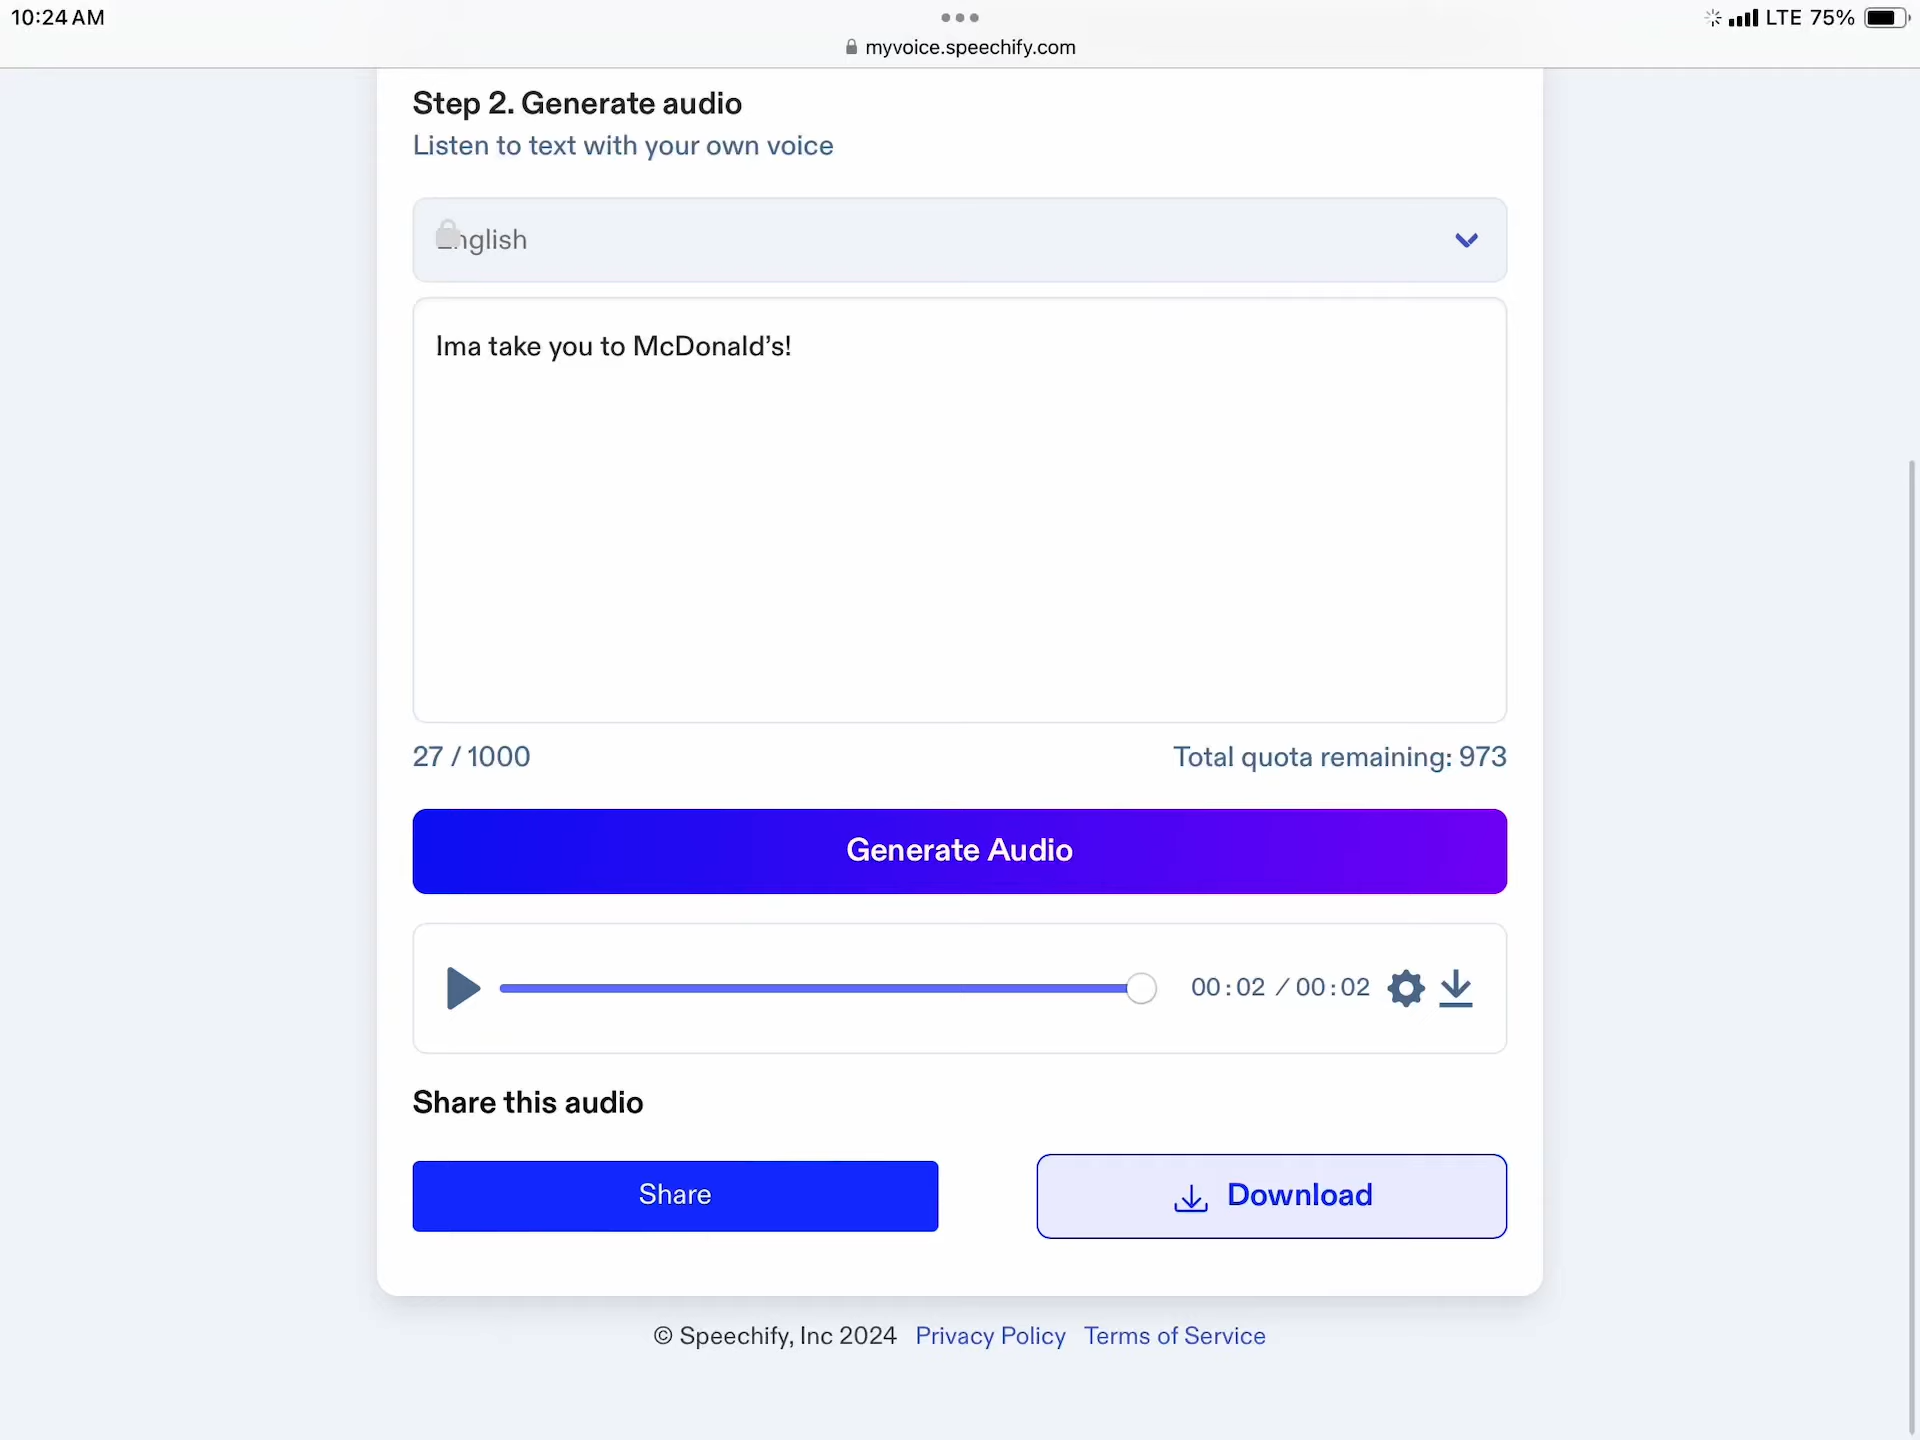 10:24 AM
LTE 75%
myvoice.speechify.com
Step 2. Generate audio
Listen to text with your own voice
English
Ima take you to McDonald’s!
27 / 1000
Total quota remaining: 973
Generate Audio
00:02 / 00:02
Share this audio
Share
Download
© Speechify, Inc 2024 Privacy Policy Terms of Service